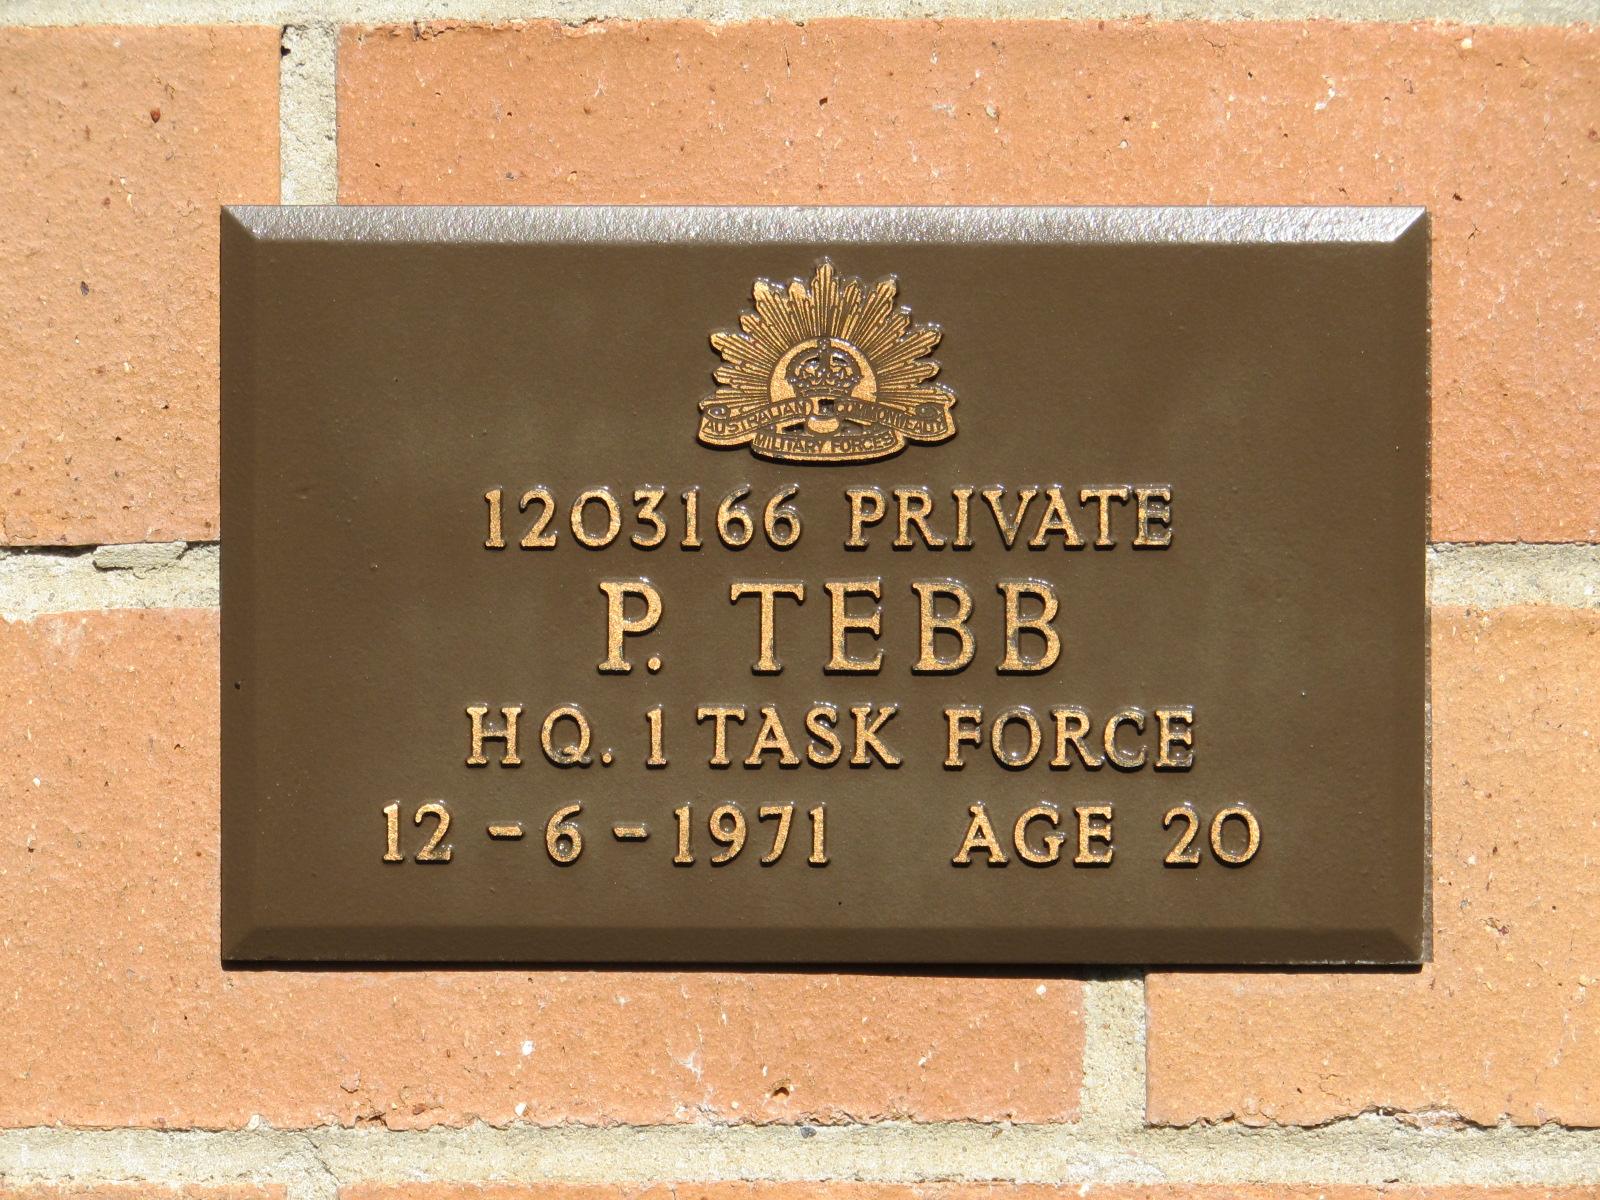 AUSTRALIAN COMMONWEALTH
MILITARY FORCES
1203166 PRIVATE
P. TEBB
HQ. 1 TASK FORCE
12-6-1971 AGE 20